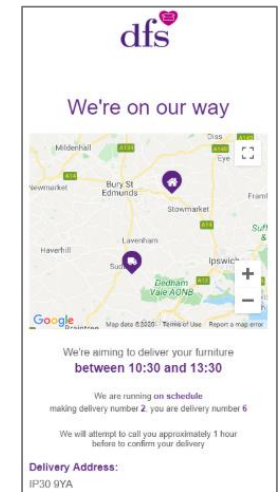 dfs
We're on our way
Diss
Mildenhall
A131
Eye
Newmarket
Bury St
Edmunds
Stowmarket
Haverhill
Lavenham
Ipswich
Dedham
Vale AONB
+
−
Google
Braintree
Map data ©2020
Terms of Use
Report a map error
We're aiming to deliver your furniture
between 10:30 and 13:30
We are running on schedule
making delivery number 2, you are delivery number 6
We will attempt to call you approximately 1 hour
before to confirm your delivery
Delivery Address:
IP30 9YA